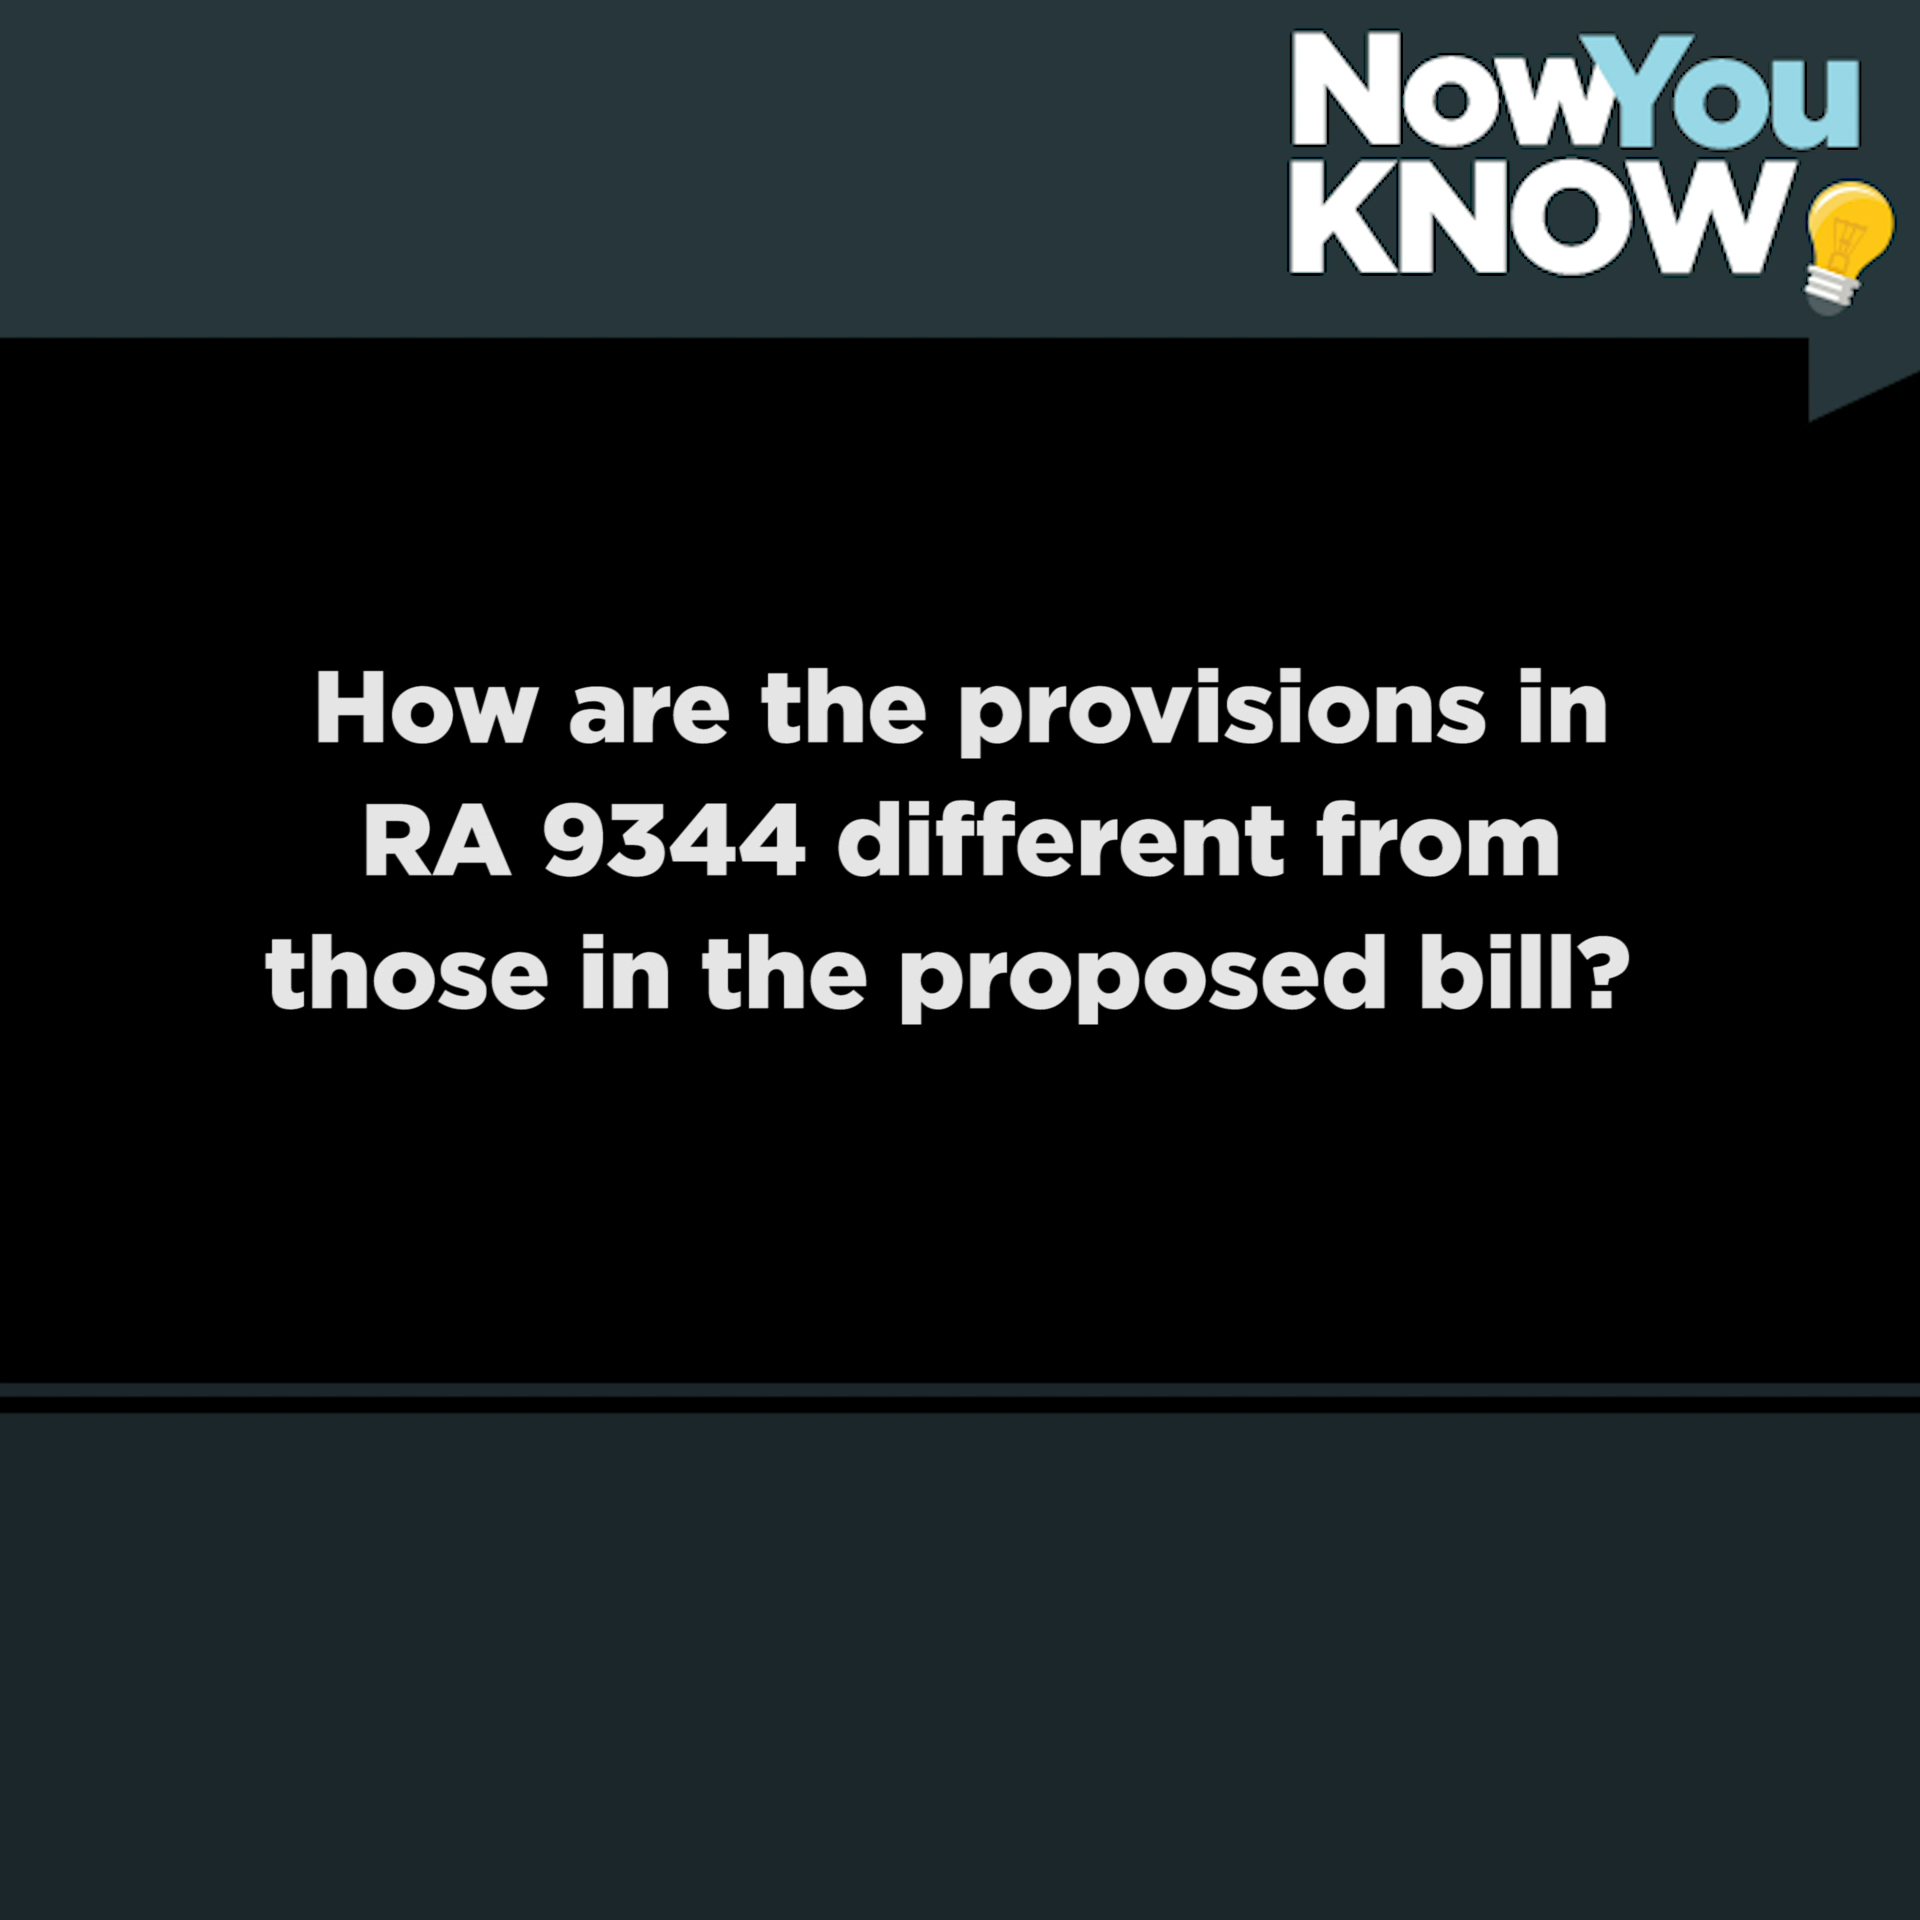 NowYou
KNOW
How are the provisions in
RA 9344 different from
those in the proposed bill?